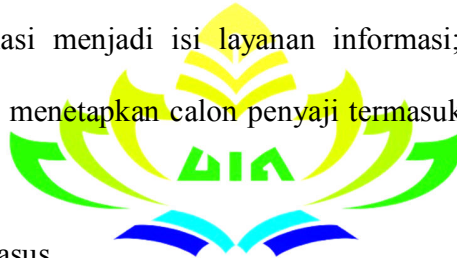 asi menjadi isi layanan informasi;
menetapkan calon penyaji termasuk
UIN
asus